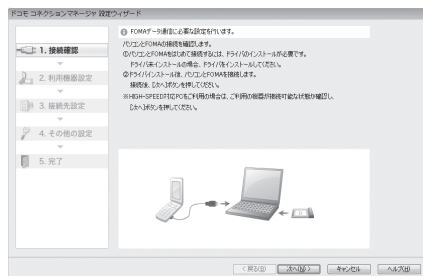 ドコモ コネクションマネージャ 設定ウィザード
FOMAデータ通信に必要な設定を行います。
1. 接続確認
2. 利用機器設定
3. 接続先設定
4. その他の設定
5. 完了
パソコンとFOMAの接続を確認します。
①パソコンとFOMAをはじめて接続するには、ドライバのインストールが必要です。
ドライバ未インストールの場合、ドライバをインストールしてください。
②ドライバインストール後、パソコンとFOMAを接続します。
接続後、[次へ]ボタンを押してください。
※HIGH-SPEED対応PCをご利用の場合は、ご利用の機器が接続可能な状態か確認し、
[次へ]ボタンを押してください。
< 戻る(B)
次へ(N) >
キャンセル
ヘルプ(H)